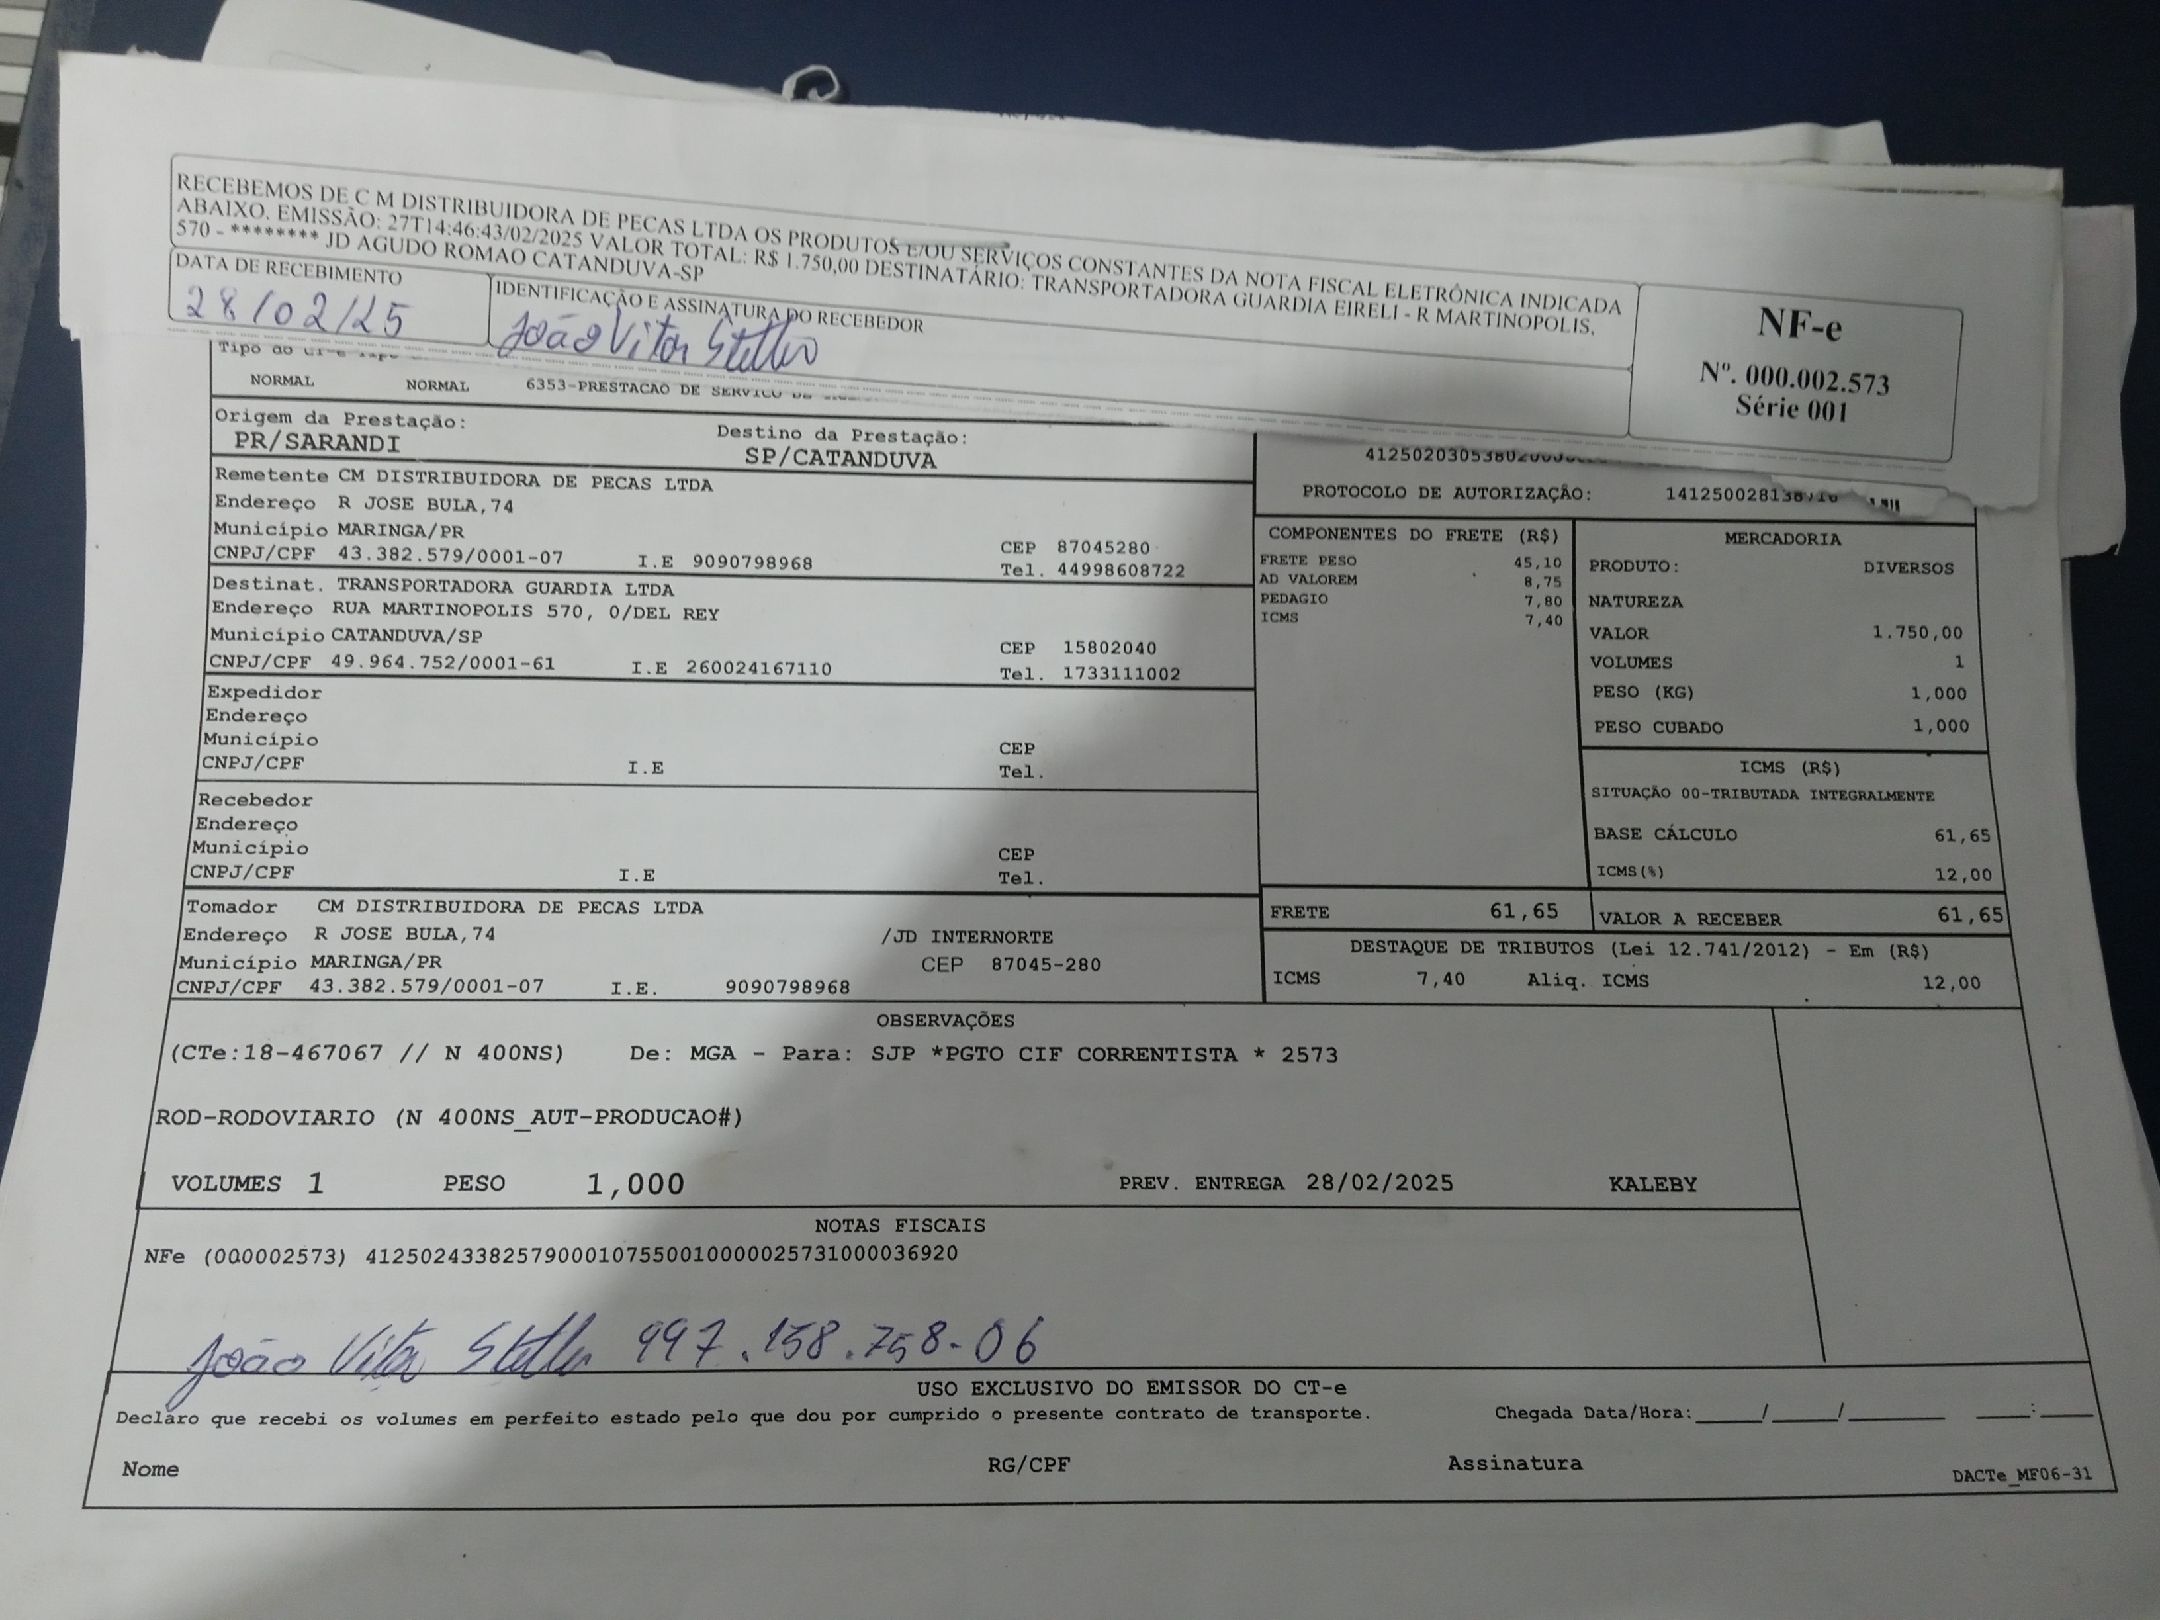 RECEBEMOS DE C M DISTRIBUIDORA DE PECAS LTDA OS PRODUTOS E/OU SERVIÇOS CONSTANTES DA NOTA FISCAL ELETRÔNICA INDICADA
ABAIXO. EMISSÃO: 27T14:46:43/02/2025 VALOR TOTAL: R$ 1.750,00 DESTINATÁRIO: TRANSPORTADORA GUARDIA EIRELI - R MARTINOPOLIS,
570 - ******** JD AGUDO ROMAO CATANDUVA-SP
DATA DE RECEBIMENTO
28/02/25
IDENTIFICAÇÃO E ASSINATURA DO RECEBEDOR
João Vitor
NF-e
Nº. 000.002.573
Série 001
Tipo do
NORMAL NORMAL 6353-PRESTACAO DE SERVICO
Origem da Prestação:
PR/SARANDI
Destino da Prestação:
SP/CATANDUVA
Remetente CM DISTRIBUIDORA DE PECAS LTDA
Endereço R JOSE BULA,74
Município MARINGA/PR CEP 87045280
CNPJ/CPF 43.382.579/0001-07 I.E 9090798968 Tel. 44998608722
Destinat. TRANSPORTADORA GUARDIA LTDA
Endereço RUA MARTINOPOLIS 570, 0/DEL REY
Município CATANDUVA/SP CEP 15802040
CNPJ/CPF 49.964.752/0001-61 I.E 260024167110 Tel. 1733111002
Expedidor
Endereço
Município CEP
CNPJ/CPF I.E Tel.
Recebedor
Endereço
Município CEP
CNPJ/CPF I.E Tel.
Tomador CM DISTRIBUIDORA DE PECAS LTDA
Endereço R JOSE BULA,74 /JD INTERNORTE
Município MARINGA/PR CEP 87045-280
CNPJ/CPF 43.382.579/0001-07 I.E. 9090798968
PROTOCOLO DE AUTORIZAÇÃO:
COMPONENTES DO FRETE (R$)
FRETE PESO 45,10
AD VALOREM 8,75
PEDAGIO 7,80
ICMS 7,40
MERCADORIA
PRODUTO: DIVERSOS
NATUREZA
VALOR 1.750,00
VOLUMES 1
PESO (KG) 1,000
PESO CUBADO 1,000
ICMS (R$)
SITUAÇÃO 00-TRIBUTADA INTEGRALMENTE
BASE CÁLCULO 61,65
ICMS(%) 12,00
FRETE 61,65 VALOR A RECEBER 61,65
DESTAQUE DE TRIBUTOS (Lei 12.741/2012) - Em (R$)
ICMS 7,40 Aliq. ICMS 12,00
OBSERVAÇÕES
(CTe:18-467067 // N 400NS) De: MGA - Para: SJP *PGTO CIF CORRENTISTA * 2573
ROD-RODOVIARIO (N 400NS_AUT-PRODUCAO#)
VOLUMES 1 PESO 1,000 PREV. ENTREGA 28/02/2025 KALEBY
NOTAS FISCAIS
NFe (000002573) 41250243382579000107550010000025731000036920
João Vitor 997.158.758-06
USO EXCLUSIVO DO EMISSOR DO CT-e
Declaro que recebi os volumes em perfeito estado pelo que dou por cumprido o presente contrato de transporte. Chegada Data/Hora:____/____/______ ___:___
Nome RG/CPF Assinatura
DACTe_MF06-31